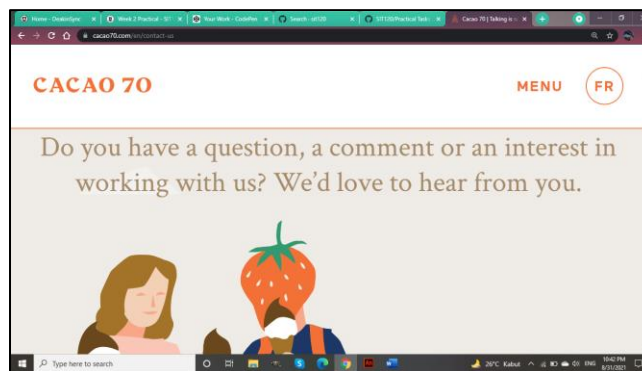 Home - DeakinSync
Week 2 Practical - SIT
Your Work - CodePen
Search - sit120
SIT120/Practical Task
Cacao 70 | Talking is
cacao70.com/en/contact-us
CACAO 70 MENU FR
Do you have a question, a comment or an interest in
working with us? We'd love to hear from you.
Type here to search
26°C Kabut ENG 10:42 PM
8/31/2021